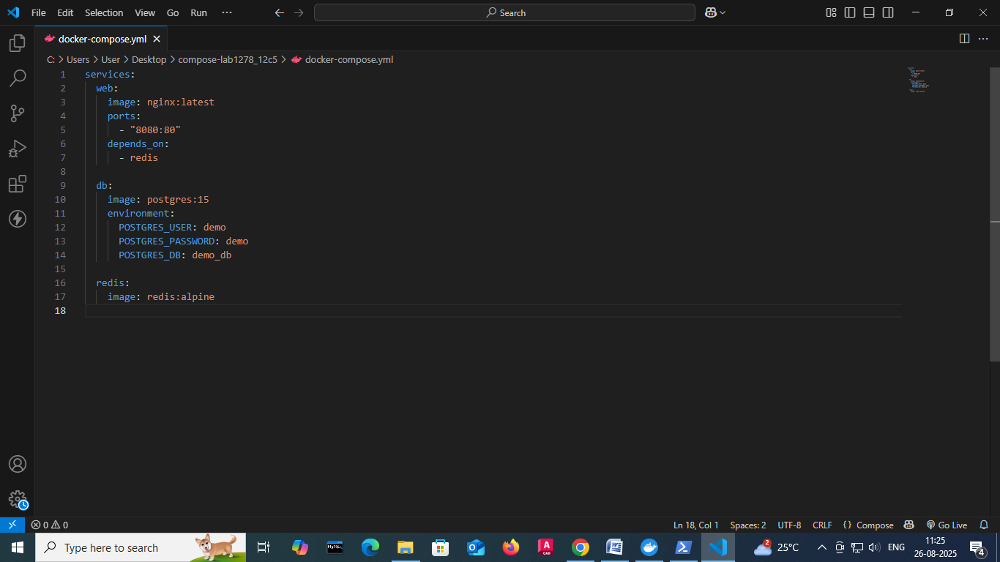 File Edit Selection View Go Run ···
Search
docker-compose.yml
C: > Users > User > Desktop > compose-lab1278_12c5 > docker-compose.yml
1 services:
2   web:
3     image: nginx:latest
4     ports:
5       - "8080:80"
6     depends_on:
7       - redis
8
9   db:
10     image: postgres:15
11     environment:
12       POSTGRES_USER: demo
13       POSTGRES_PASSWORD: demo
14       POSTGRES_DB: demo_db
15
16   redis:
17     image: redis:alpine
18
0 0 Ln 18, Col 1 Spaces: 2 UTF-8 CRLF {} Compose Go Live
Type here to search
MySQL
A
CAD
2
25°C
ENG
11:25
26-08-2025
4